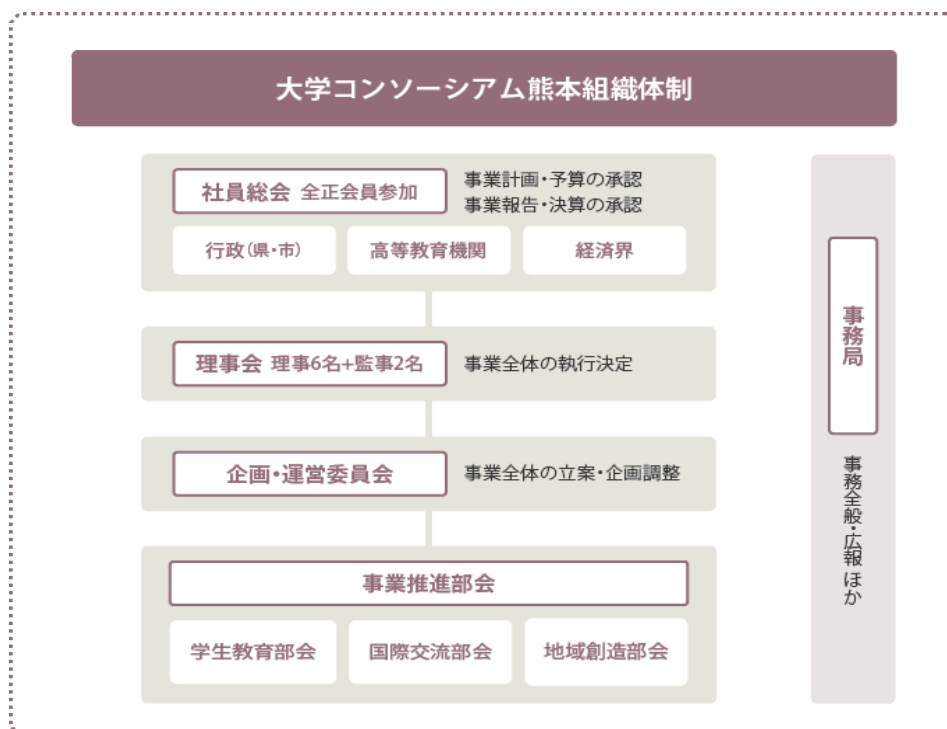 大学コンソーシアム熊本組織体制
社員総会 全正会員参加
事業計画・予算の承認
事業報告・決算の承認
行政(県・市)
高等教育機関
経済界
理事会 理事6名+監事2名
事業全体の執行決定
企画・運営委員会
事業全体の立案・企画調整
事業推進部会
学生教育部会
国際交流部会
地域創造部会
事務局
事務全般・広報 ほか